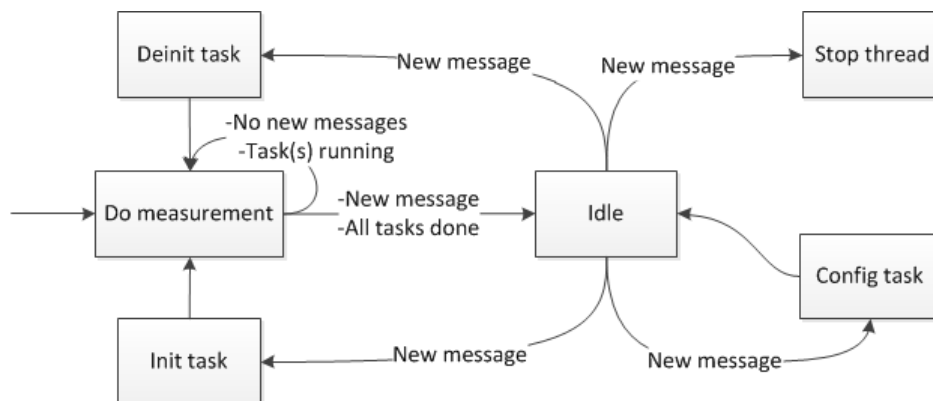 Deinit task
New message
New message
Stop thread
-No new messages
-Task(s) running
Do measurement
-New message
-All tasks done
Idle
Config task
Init task
New message
New message